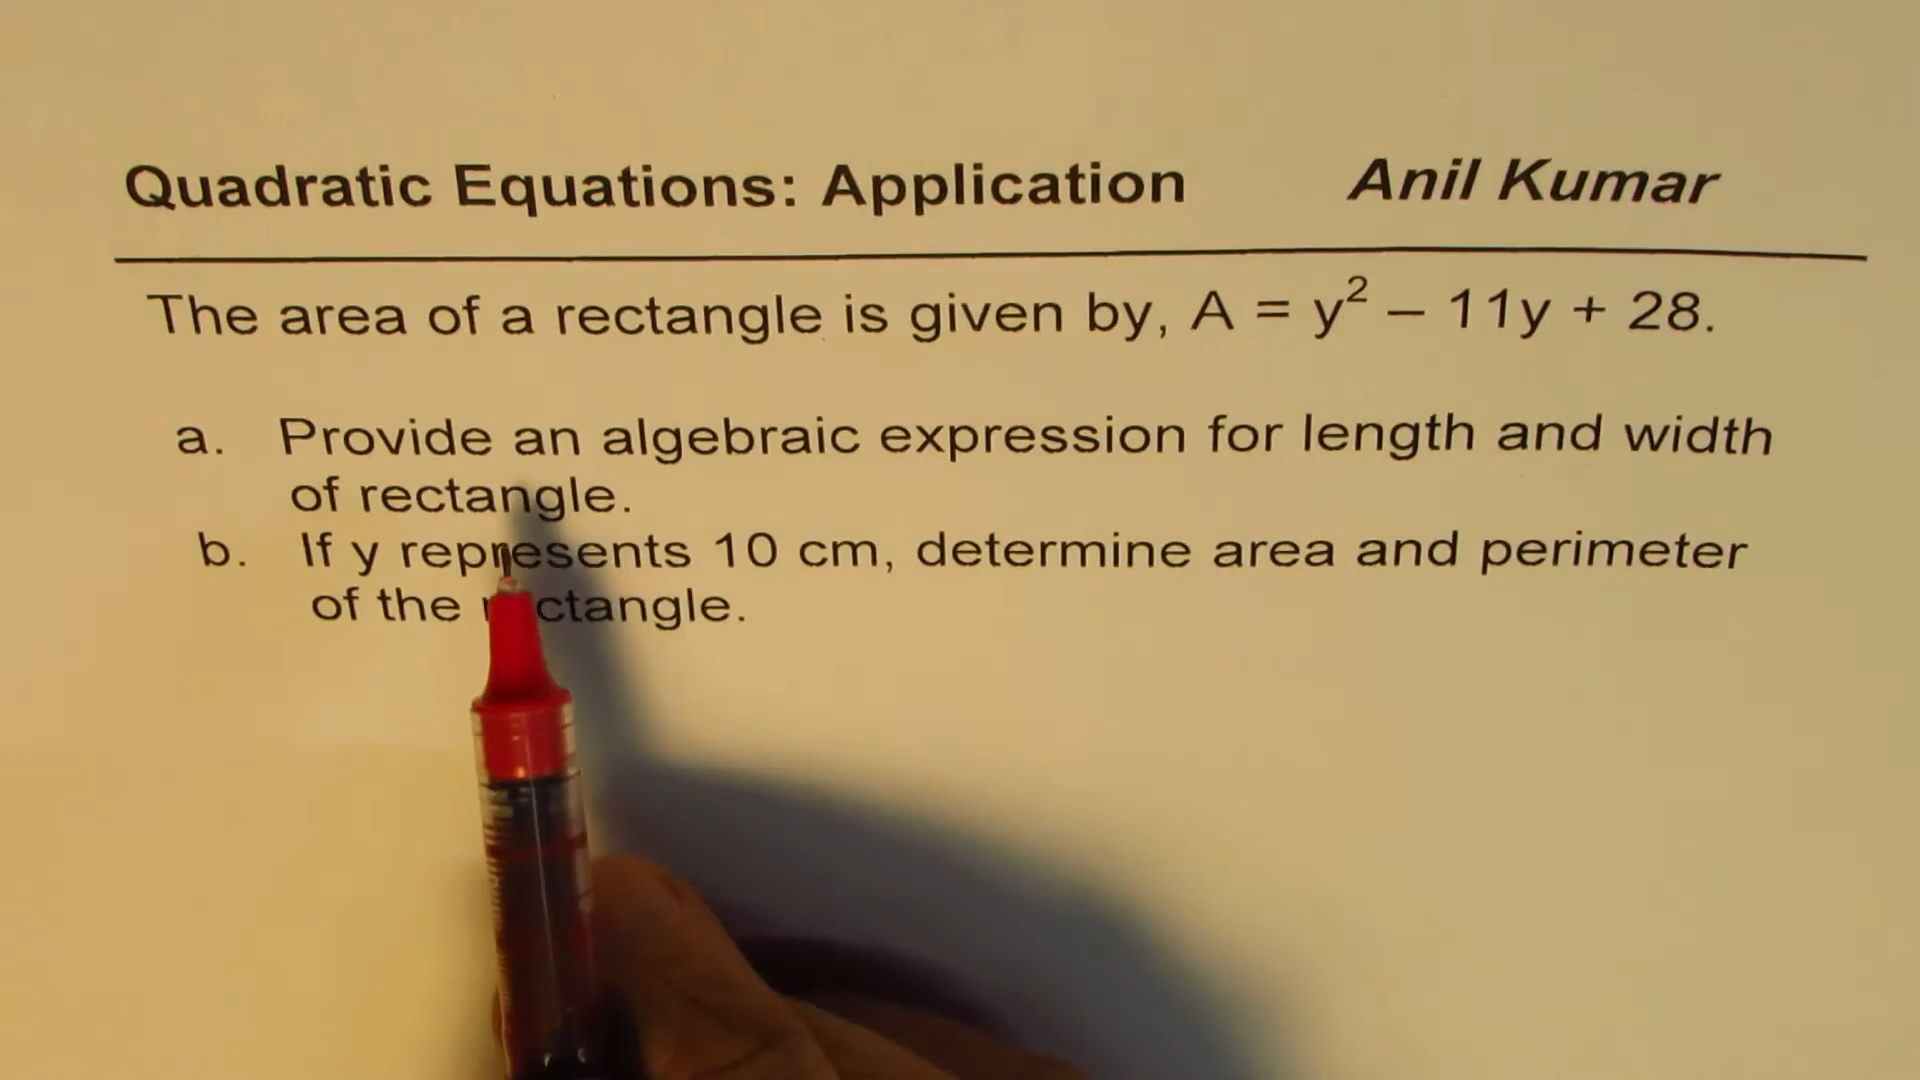 Quadratic Equations: Application Anil Kumar
The area of a rectangle is given by, A = y² – 11y + 28.
a. Provide an algebraic expression for length and width
of rectangle.
b. If y represents 10 cm, determine area and perimeter
of the rectangle.